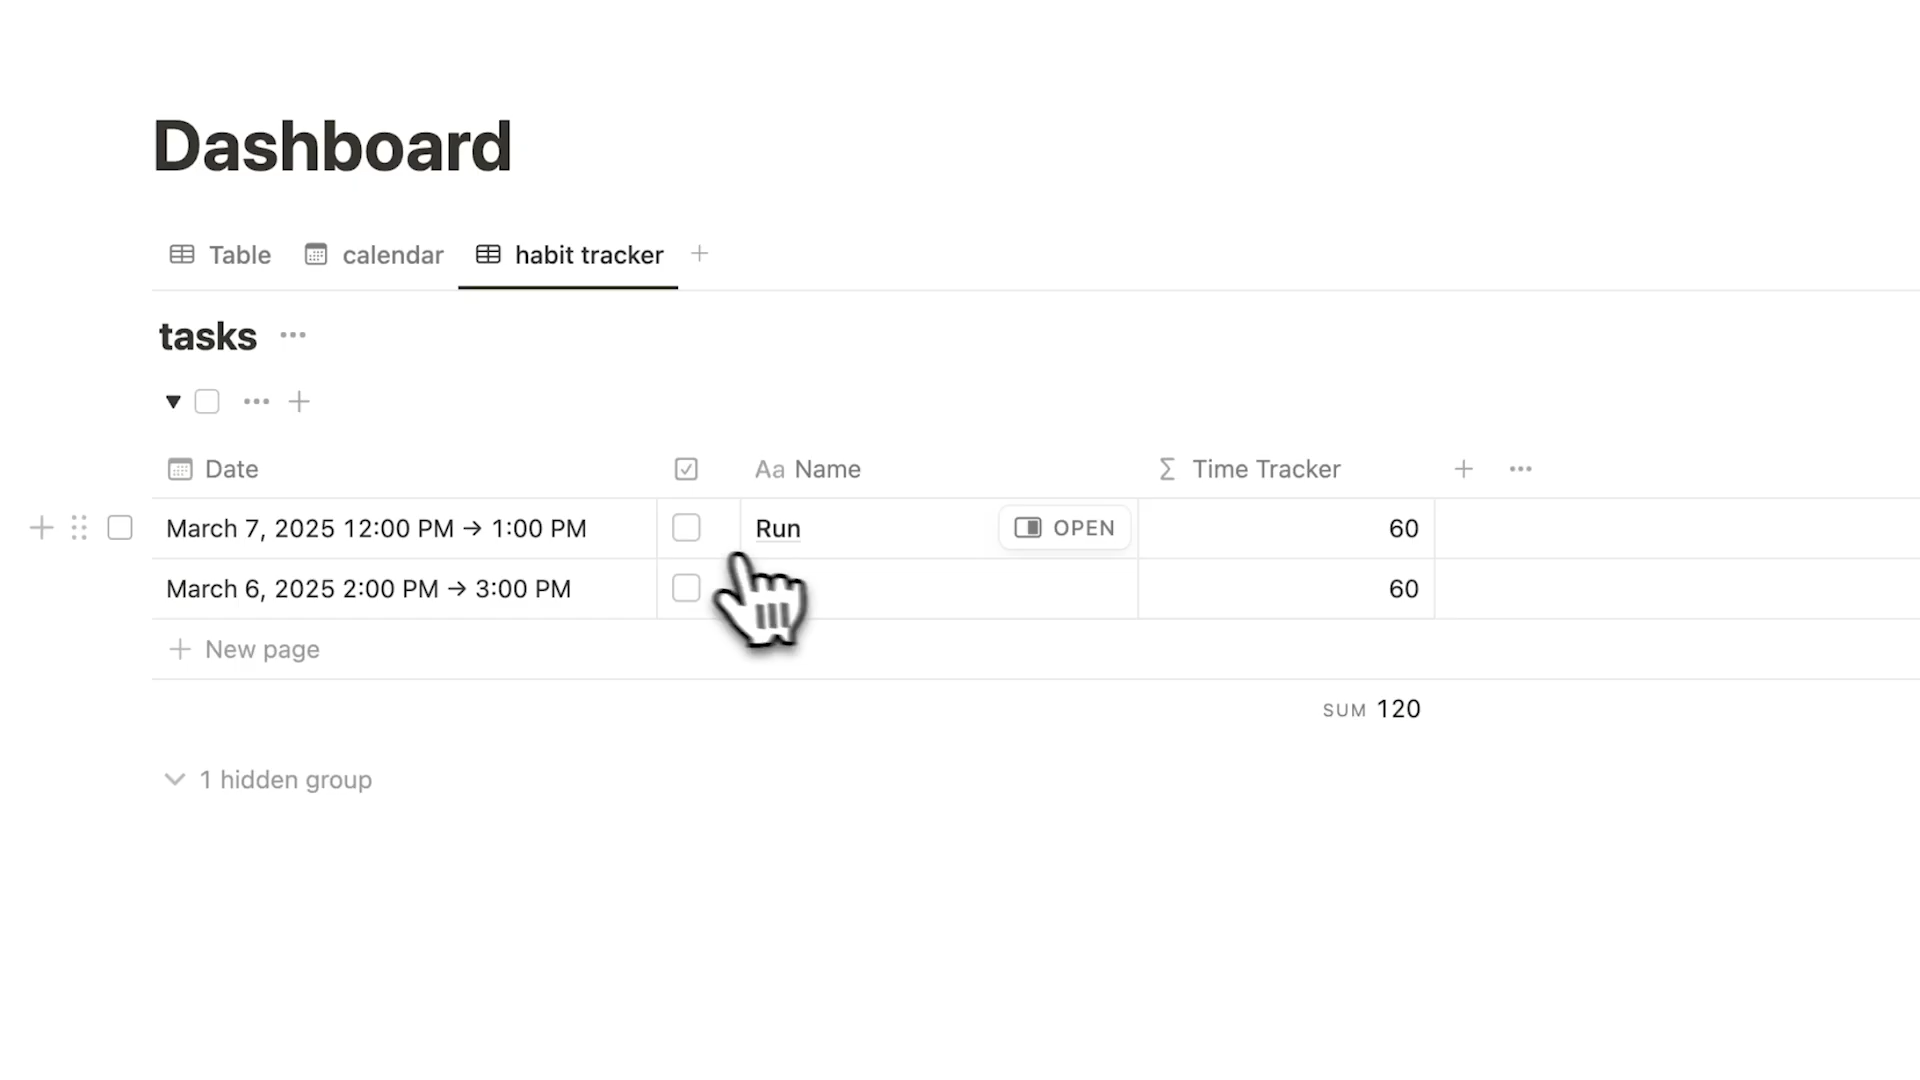 Dashboard
Table calendar habit tracker
tasks
Date Aa Name Σ Time Tracker
March 7, 2025 12:00 PM → 1:00 PM Run OPEN 60
March 6, 2025 2:00 PM → 3:00 PM 60
New page
SUM 120
1 hidden group